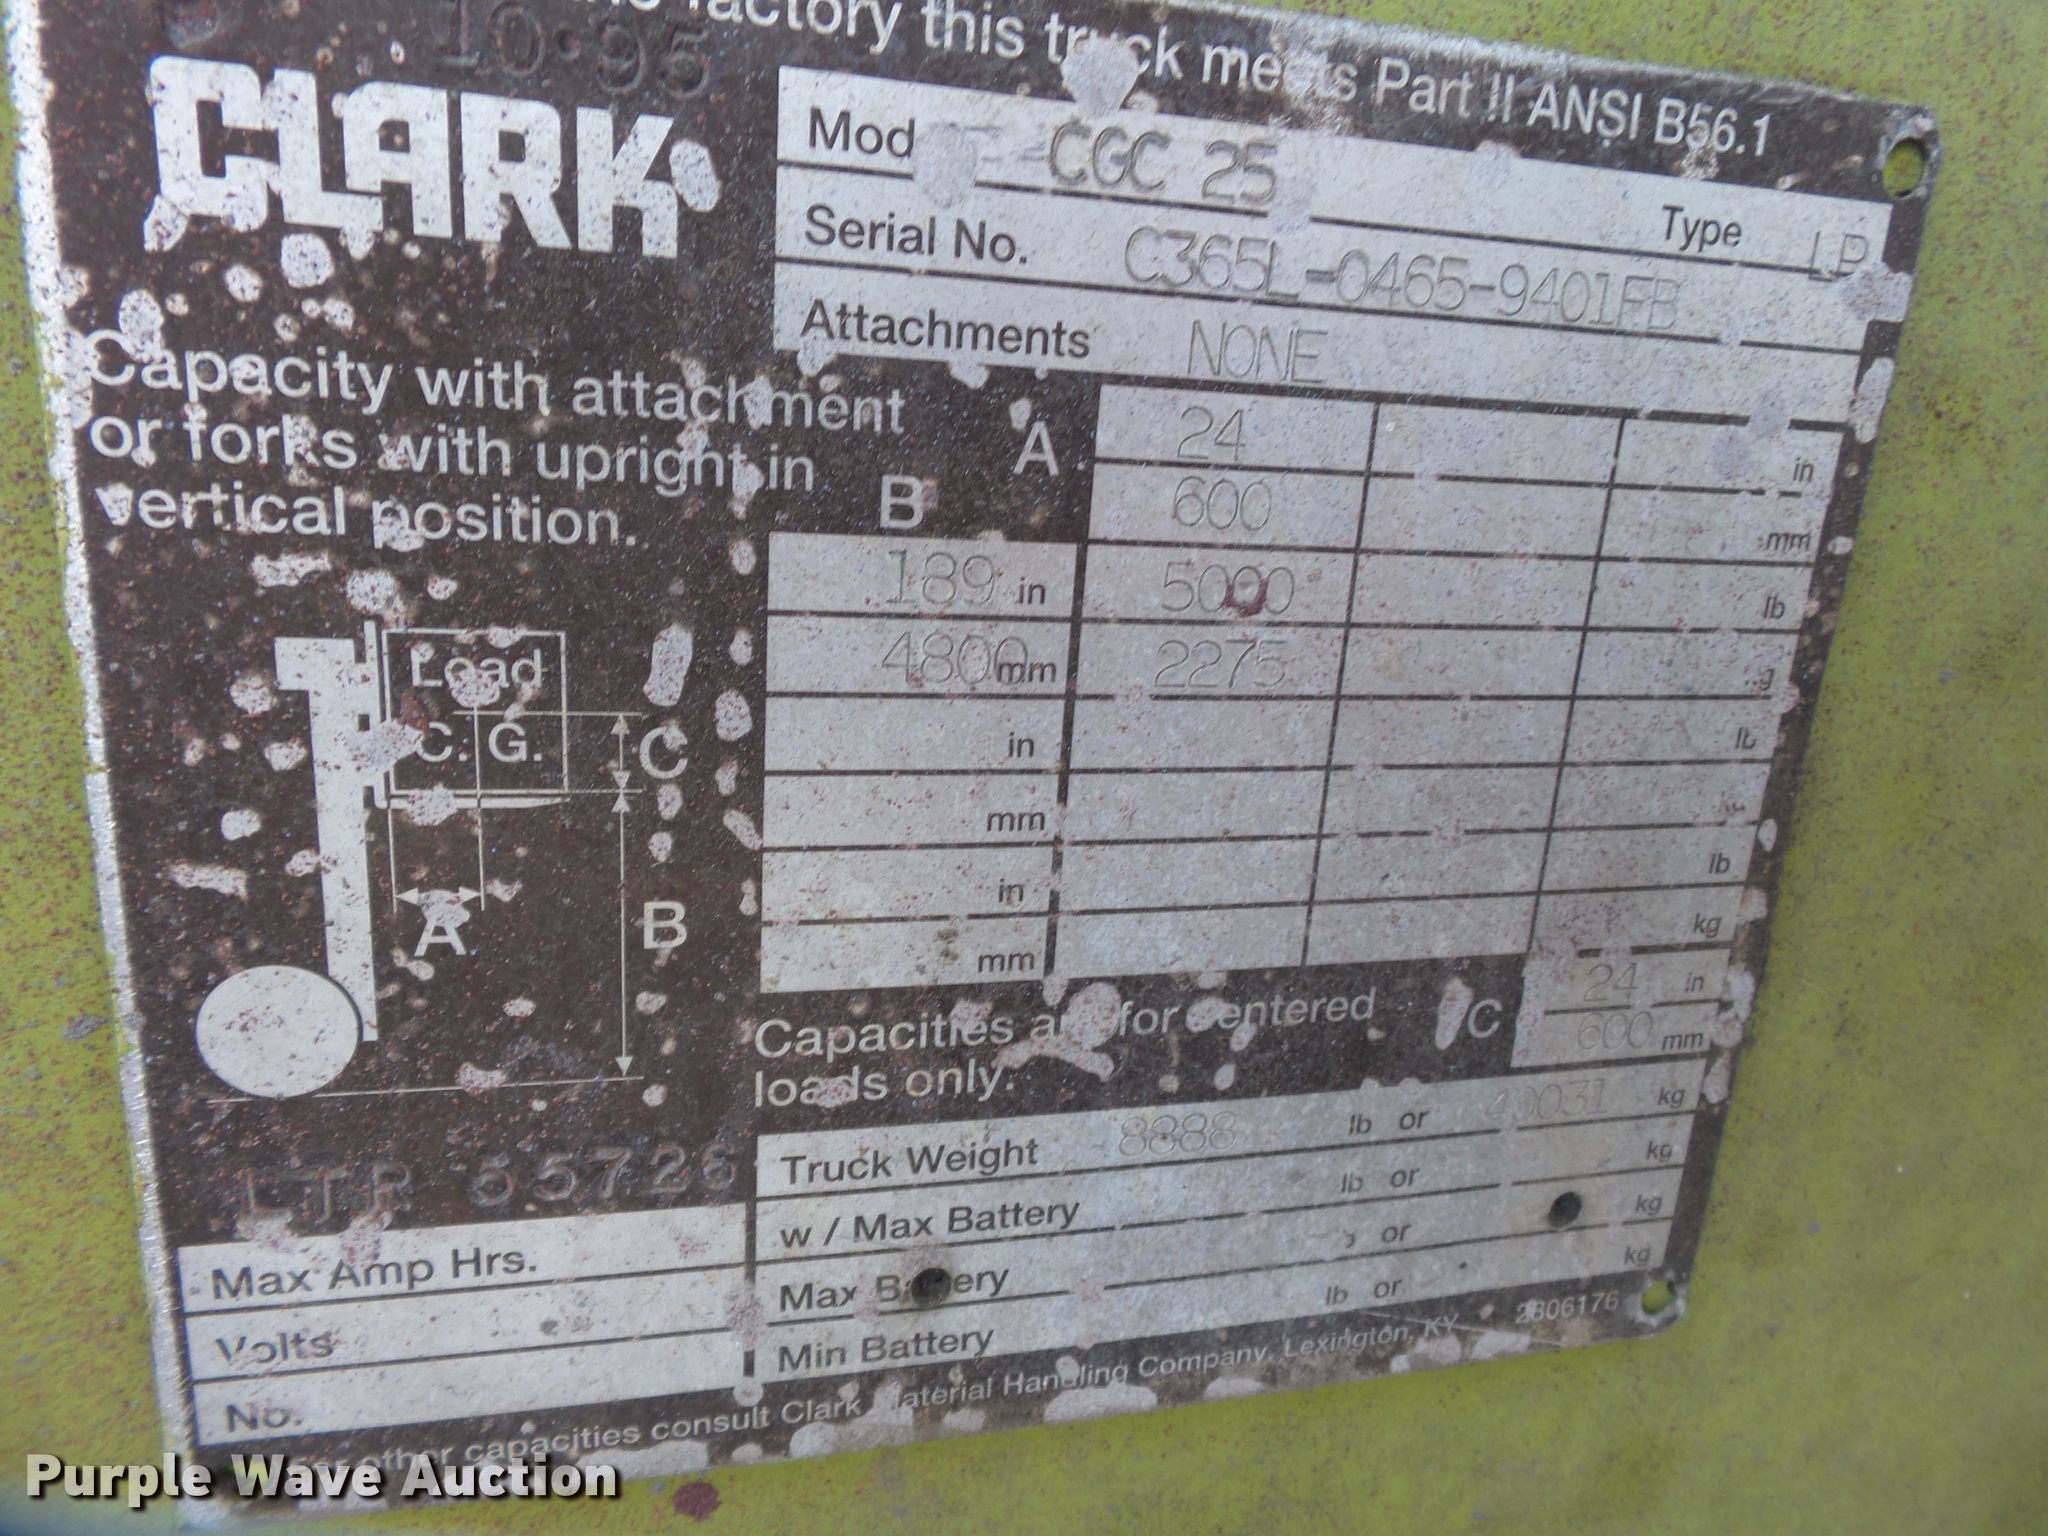 factory this truck meets Part II ANSI B56.1
10·95
CLARK
Mod CGC 25 Type LP
Serial No. C365L-0465-9401FB
Attachments NONE
Capacity with attachment
or forks with upright in
vertical position.
A 24 in
B 600 mm
189 in 5000 lb
4800 mm 2275 g
in lb
mm
in lb
mm kg
Load
C. G.
C
A
B
Capacities are for centered
loads only.
C 24 in
600 mm
LTR 55726
Truck Weight 8888 lb or 40031 kg
w / Max Battery lb or kg
Max Battery or kg
Min Battery lb or kg
Max Amp Hrs.
Volts
No.
For other capacities consult Clark Material Handling Company, Lexington, KY 2806176
Purple Wave Auction